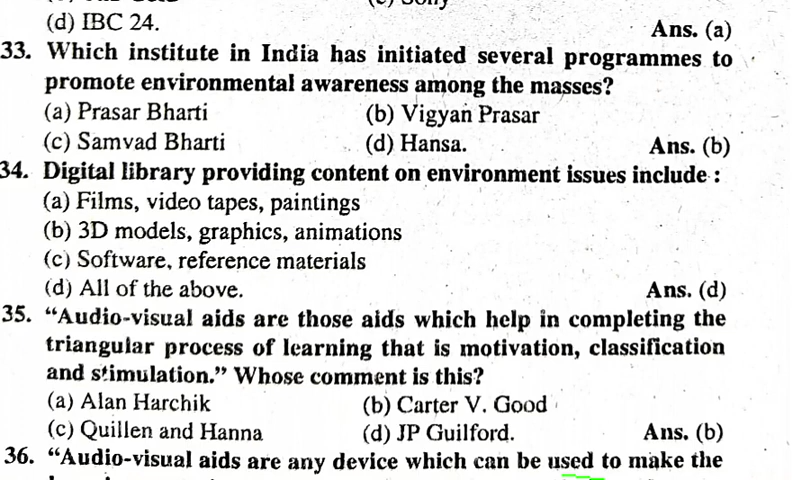 (d) IBC 24. Ans. (a)
33. Which institute in India has initiated several programmes to
promote environmental awareness among the masses?
(a) Prasar Bharti (b) Vigyan Prasar
(c) Samvad Bharti (d) Hansa. Ans. (b)
34. Digital library providing content on environment issues include :
(a) Films, video tapes, paintings
(b) 3D models, graphics, animations
(c) Software, reference materials
(d) All of the above. Ans. (d)
35. “Audio-visual aids are those aids which help in completing the
triangular process of learning that is motivation, classification
and stimulation.” Whose comment is this?
(a) Alan Harchik (b) Carter V. Good
(c) Quillen and Hanna (d) JP Guilford. Ans. (b)
36. “Audio-visual aids are any device which can be used to make the